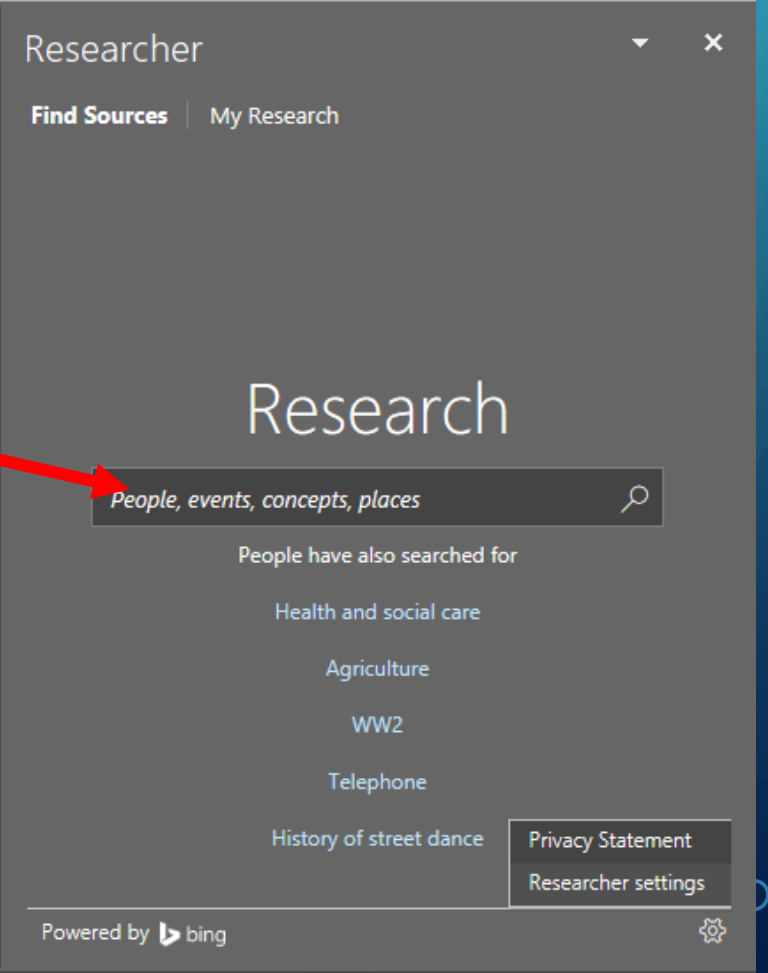 Researcher
Find Sources | My Research
Research
People, events, concepts, places
People have also searched for
Health and social care
Agriculture
WW2
Telephone
History of street dance
Privacy Statement
Researcher settings
Powered by bing